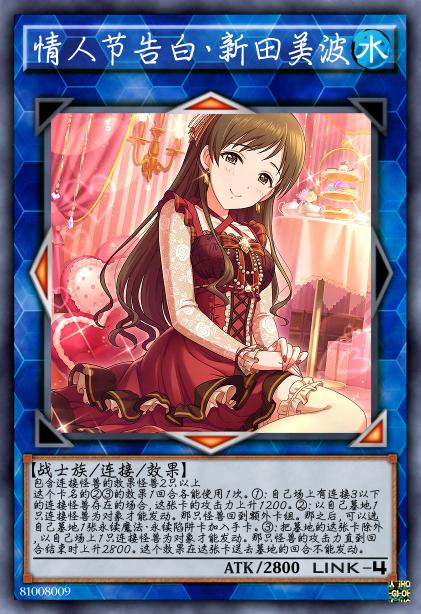 情人节告白·新田美波
水
【战士族/连接/效果】
包含连接怪兽的效果怪兽2只以上
这个卡名的②③的效果1回合各能使用1次。①:自己场上有连接3以下
的连接怪兽存在的场合,这张卡的攻击力上升1200。②:以自己墓地1
只连接怪兽为对象才能发动。那只怪兽回到额外卡组。那之后,可以选
自己墓地1张永续魔法·永续陷阱卡加入手卡。③:把墓地的这张卡除外
,以自己场上1只连接怪兽为对象才能发动。那只怪兽的攻击力直到回
合结束时上升2800。这个效果在这张卡送去墓地的回合不能发动。
ATK/2800 LINK-4
81008009